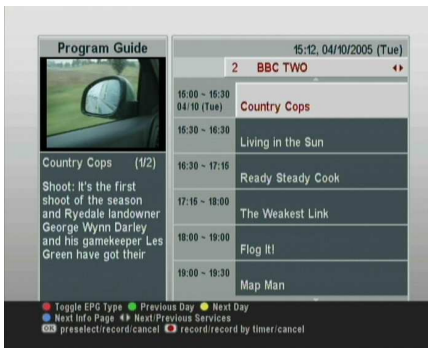 Program Guide
15:12, 04/10/2005 (Tue)
2 BBC TWO
15:00 ~ 15:30
04/10 (Tue)
Country Cops
15:30 ~ 16:30
Living in the Sun
16:30 ~ 17:15
Ready Steady Cook
17:15 ~ 18:00
The Weakest Link
18:00 ~ 19:00
Flog It!
19:00 ~ 19:30
Map Man
Country Cops (1/2)
Shoot: It's the first
shoot of the season
and Ryedale landowner
George Wynn Darley
and his gamekeeper Les
Green have got their
Toggle EPG Type Previous Day Next Day
Next Info Page Next/Previous Services
OK preselect/record/cancel record/record by timer/cancel